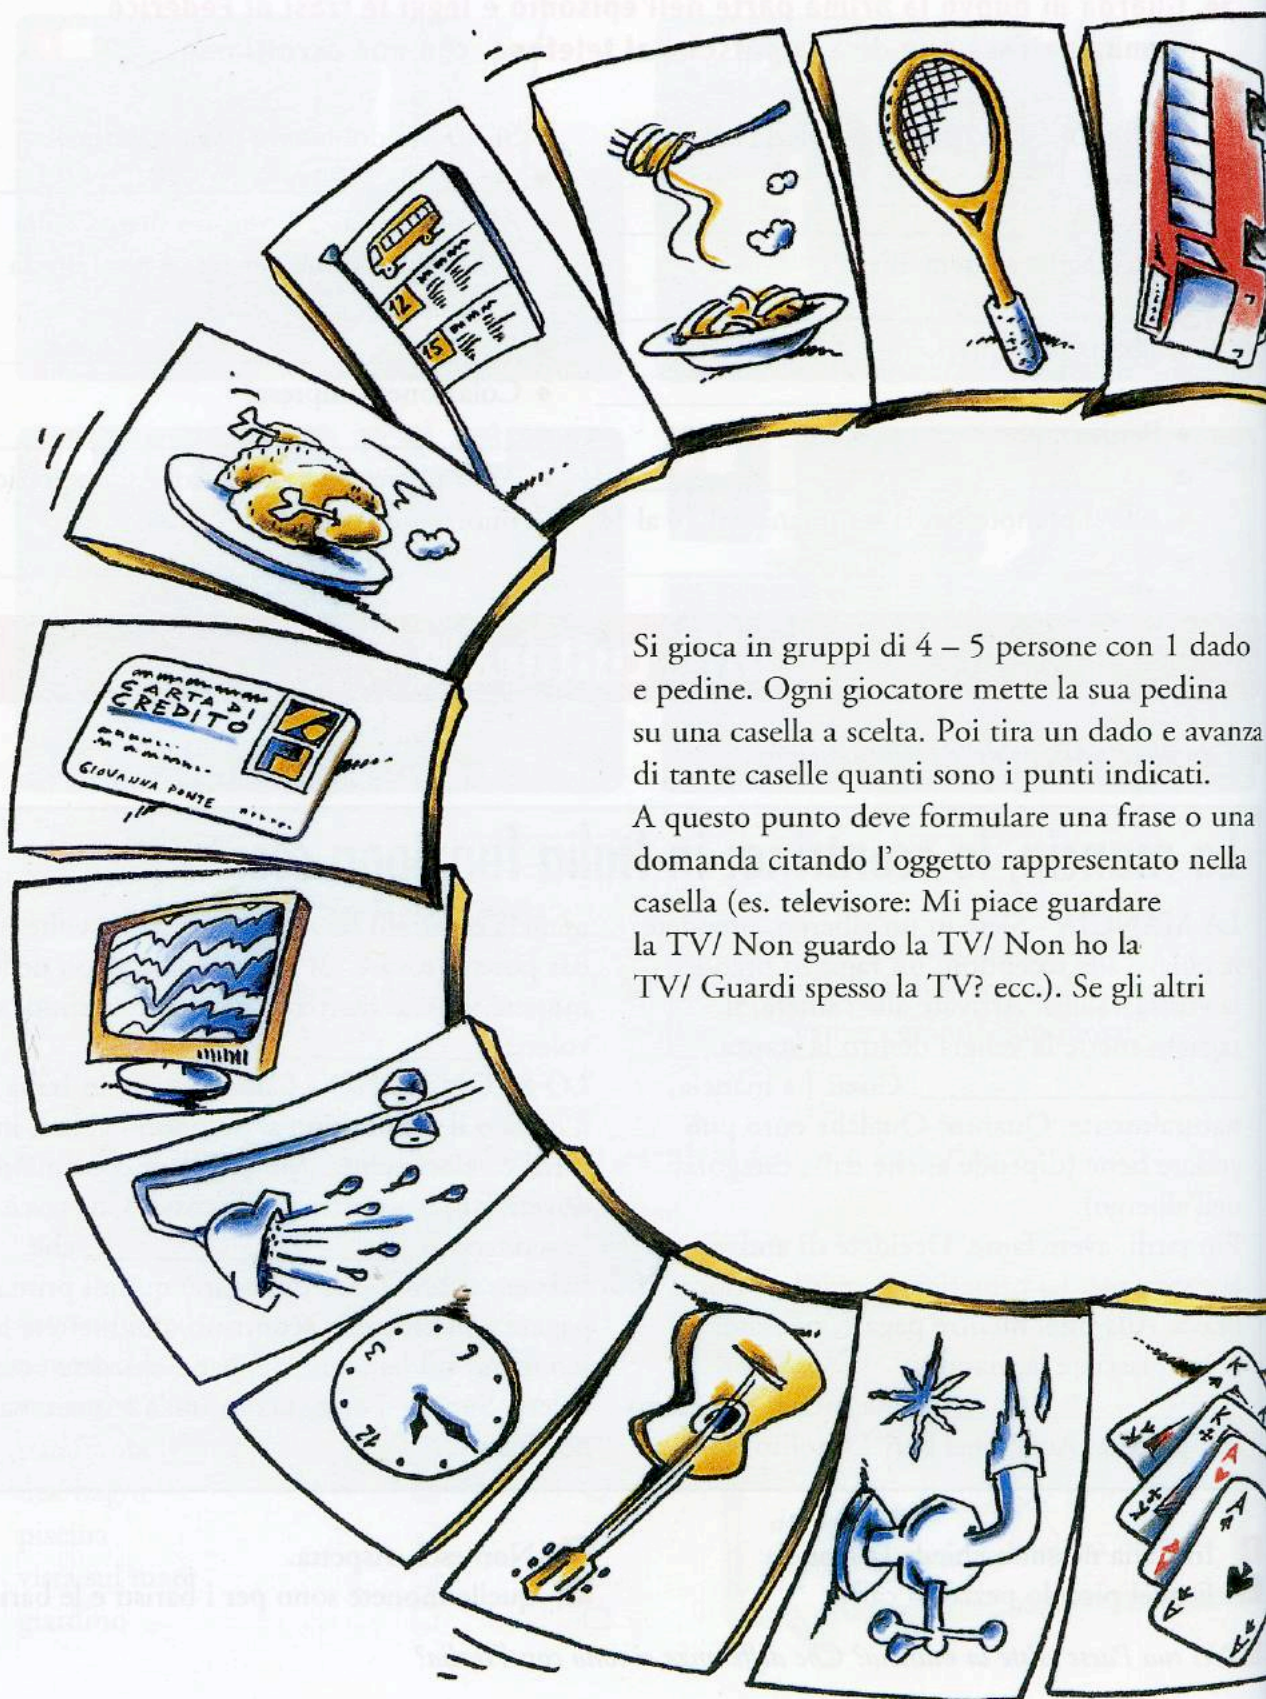 12
15
CARTA DI
CREDITO
GIOVANNA PONTE
Si gioca in gruppi di 4 – 5 persone con 1 dado
e pedine. Ogni giocatore mette la sua pedina
su una casella a scelta. Poi tira un dado e avanza
di tante caselle quanti sono i punti indicati.
A questo punto deve formulare una frase o una
domanda citando l'oggetto rappresentato nella
casella (es. televisore: Mi piace guardare
la TV/ Non guardo la TV/ Non ho la
TV/ Guardi spesso la TV? ecc.). Se gli altri
12
3
6
K
K
K
A
A
A
A